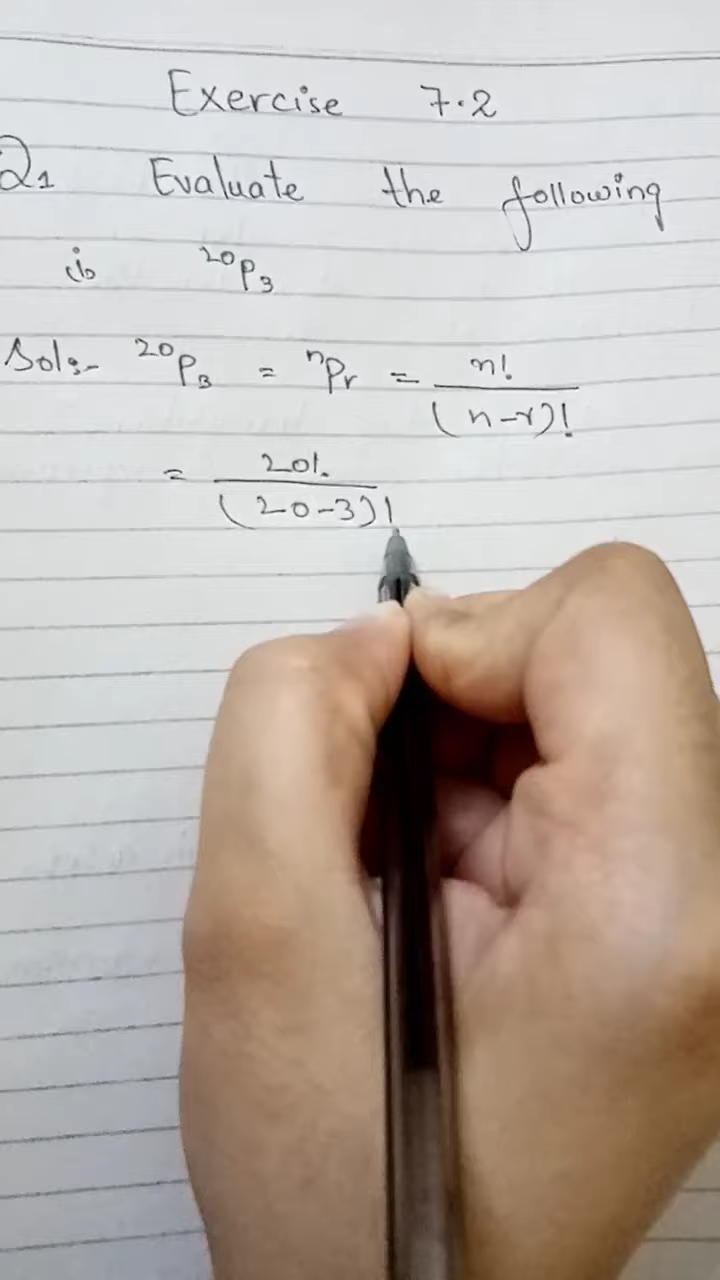 Exercise 7.2
Q1 Evaluate the following
i) ²⁰P₃
Sol:- ²⁰P₃ = ⁿPr = n! / (n-r)!
= 20! / (20-3)!